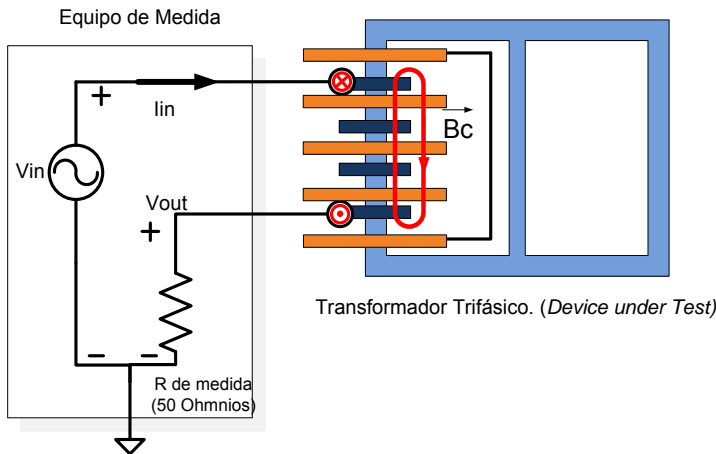 Equipo de Medida
+
Iin
Vin
Bc
Vout
+
R de medida
(50 Ohmnios)
Transformador Trifásico. (Device under Test)